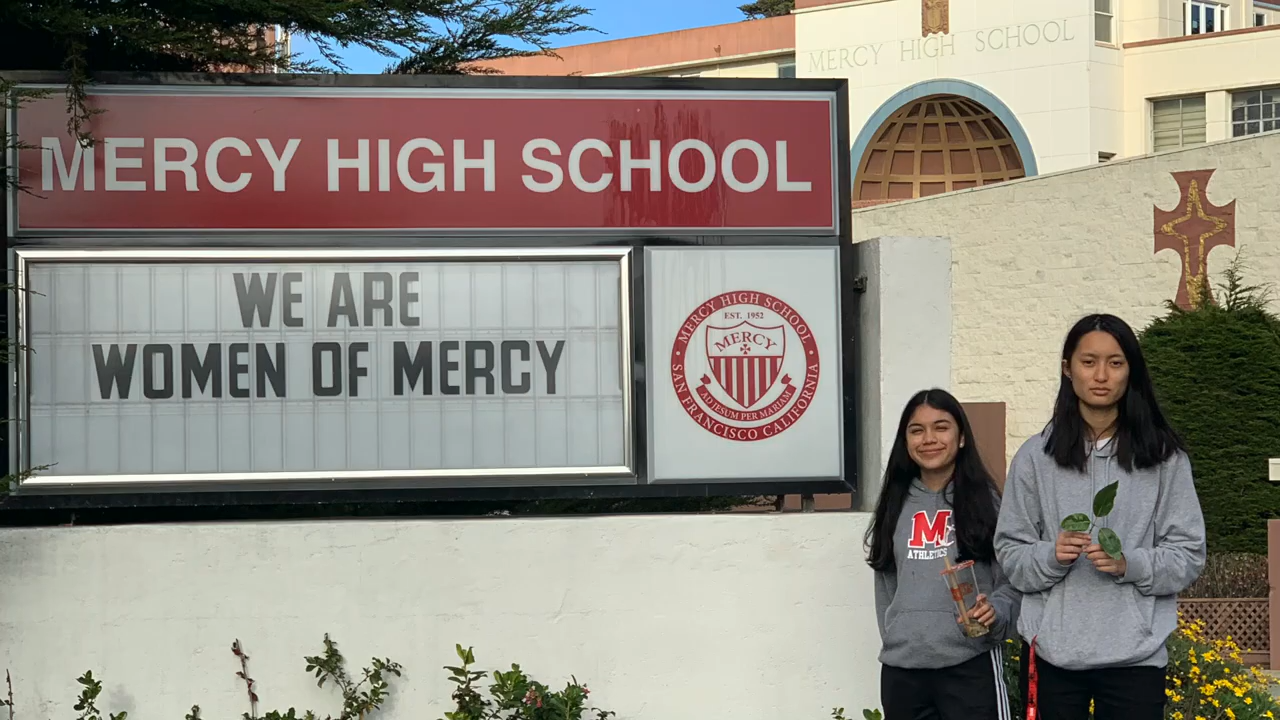 MERCY HIGH SCHOOL
MERCY HIGH SCHOOL
WE ARE
WOMEN OF MERCY
MERCY HIGH SCHOOL
EST. 1952
MERCY
AD JESUM PER MARIAM
SAN FRANCISCO CALIFORNIA
M
ATHLETICS